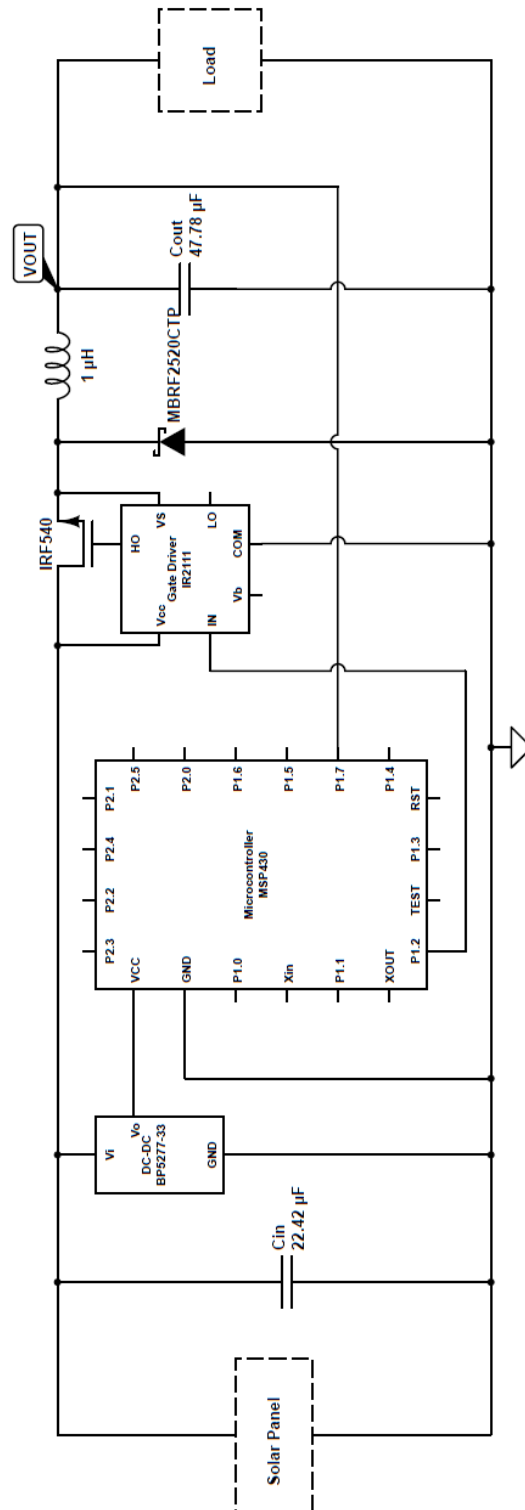 Solar Panel
Cin
22.42 µF
Vi
Vo
DC-DC
BP5277-33
GND
P2.3
P2.2
P2.4
P2.1
VCC
GND
P1.0
Xin
P1.1
XOUT
Microcontroller
MSP430
P2.5
P2.0
P1.6
P1.5
P1.7
P1.4
P1.2
TEST
P1.3
RST
IRF540
HO
Vcc
VS
Gate Driver
IR2111
IN
LO
Vb
COM
MBRF2520CTP
1 µH
VOUT
Cout
47.78 µF
Load